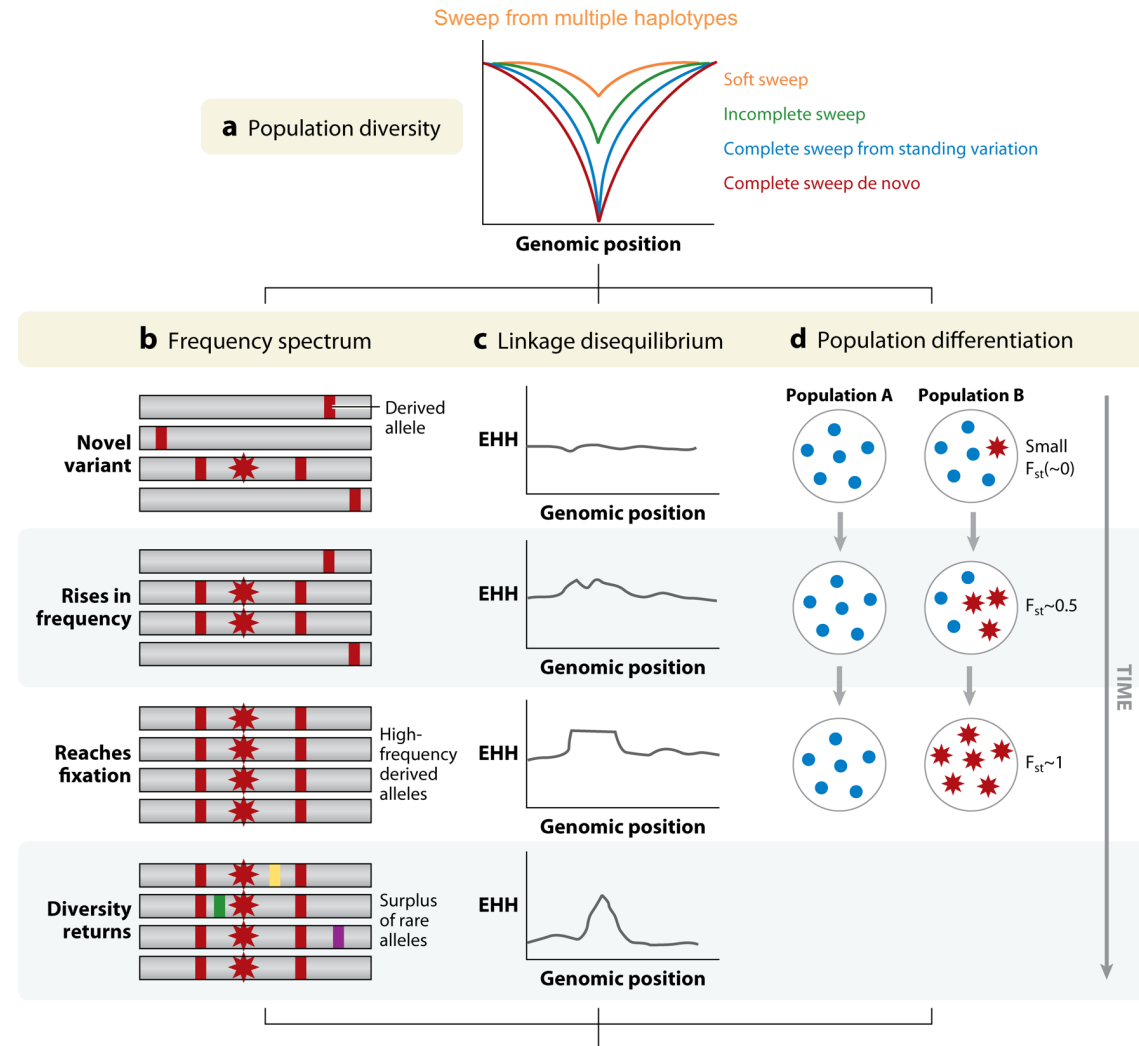 Sweep from multiple haplotypes
a Population diversity
Soft sweep
Incomplete sweep
Complete sweep from standing variation
Complete sweep de novo
Genomic position
b Frequency spectrum
c Linkage disequilibrium
d Population differentiation
Novel
variant
Derived
allele
EHH
Genomic position
Population A
Population B
Small
Fst(~0)
Rises in
frequency
EHH
Genomic position
Fst~0.5
Reaches
fixation
High-
frequency
derived
alleles
EHH
Genomic position
Fst~1
Diversity
returns
Surplus
of rare
alleles
EHH
Genomic position
TIME